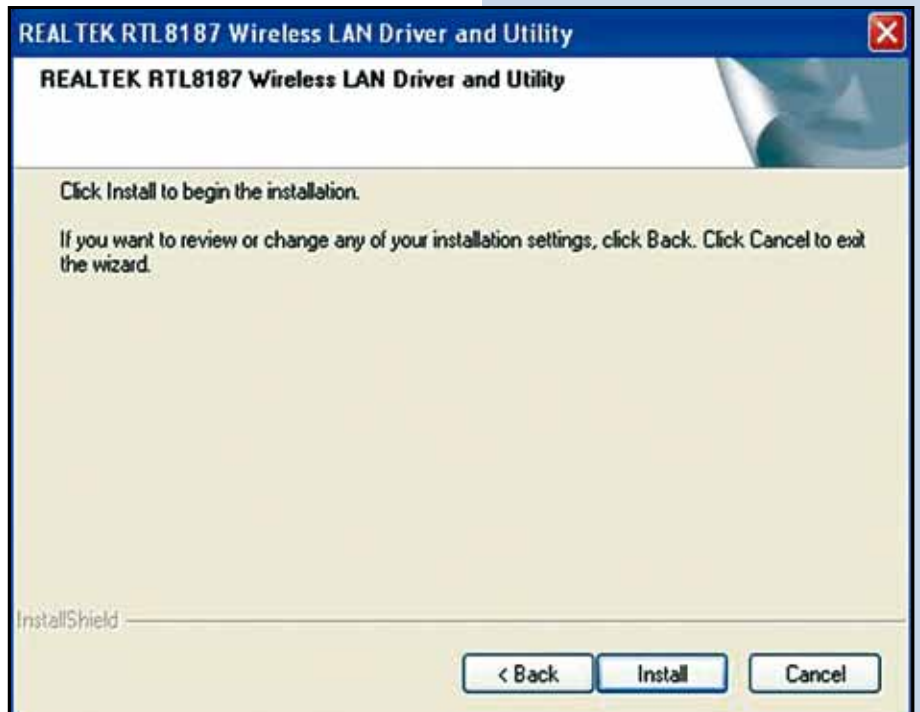 REALTEK RTL8187 Wireless LAN Driver and Utility
REALTEK RTL8187 Wireless LAN Driver and Utility
Click Install to begin the installation.
If you want to review or change any of your installation settings, click Back. Click Cancel to exit
the wizard.
InstallShield
< Back Install Cancel